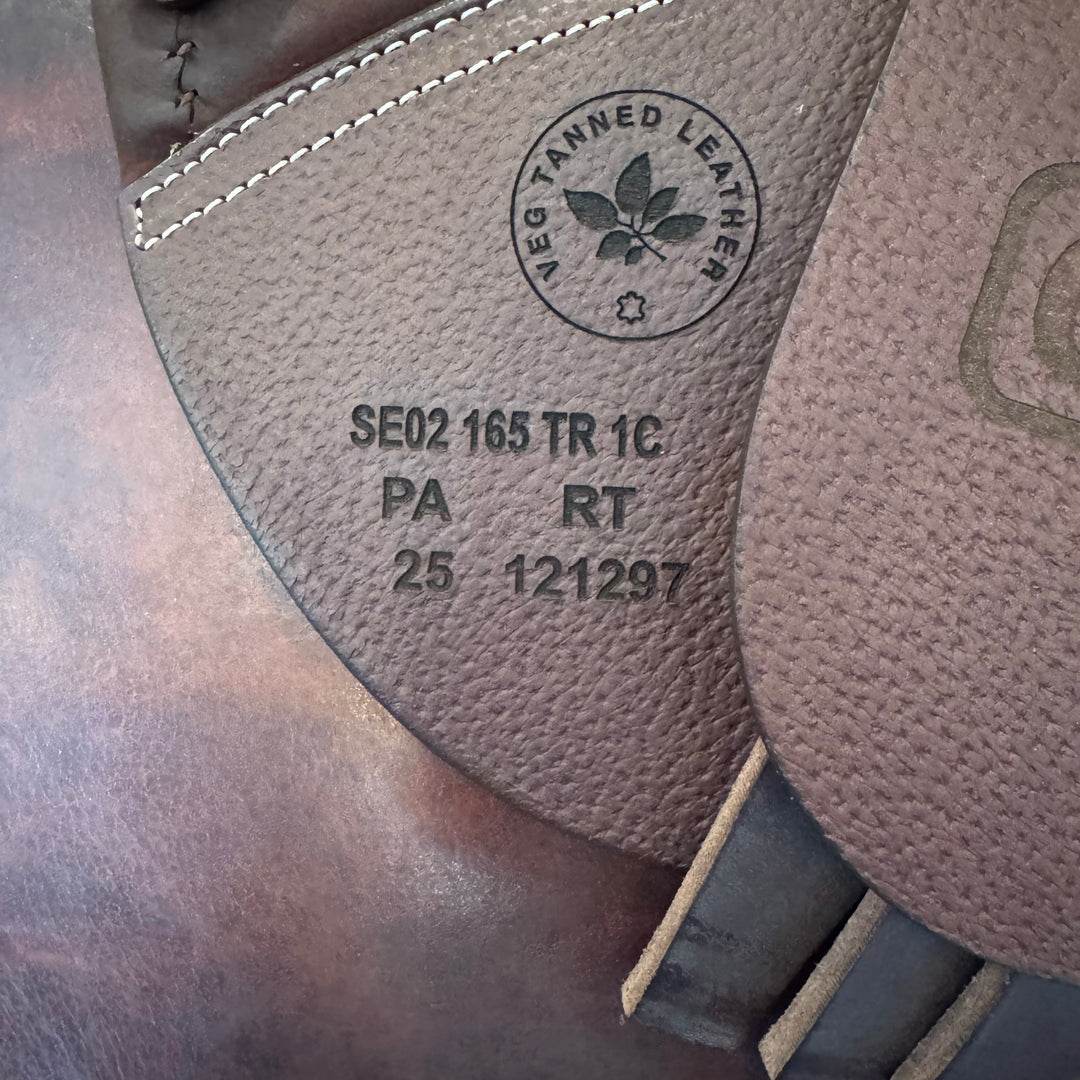 VEG TANNED LEATHER
SE02 165 TR 1C
PA RT
25 121297